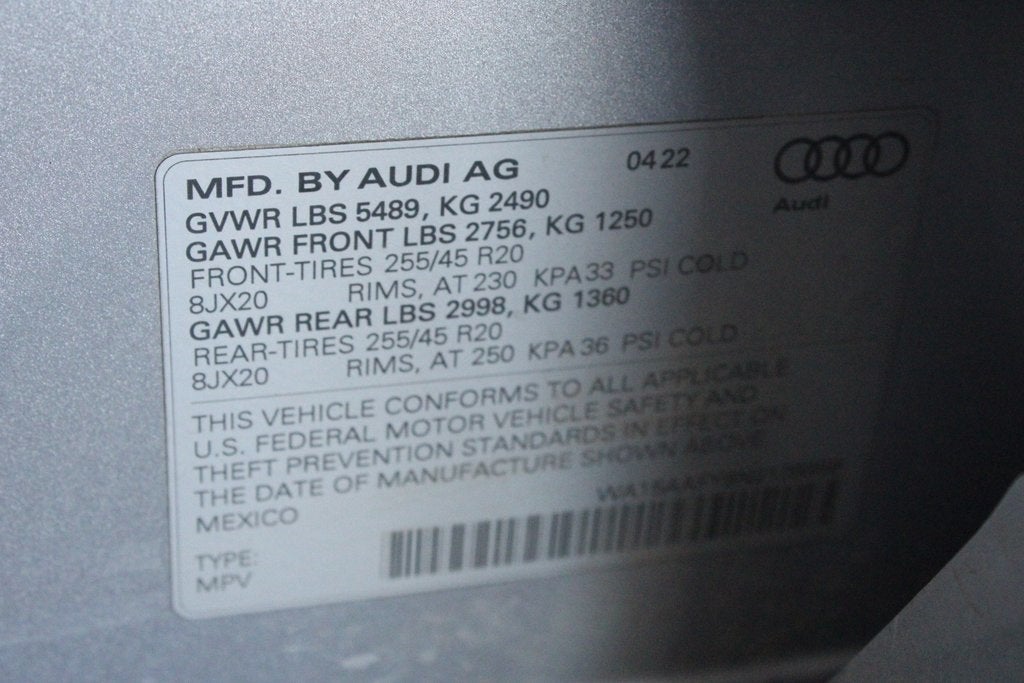 MFD. BY AUDI AG 0422
Audi
GVWR LBS 5489, KG 2490
GAWR FRONT LBS 2756, KG 1250
FRONT-TIRES 255/45 R20
8JX20 RIMS, AT 230 KPA 33 PSI COLD
GAWR REAR LBS 2998, KG 1360
REAR-TIRES 255/45 R20
8JX20 RIMS, AT 250 KPA 36 PSI COLD
THIS VEHICLE CONFORMS TO ALL APPLICABLE
U.S. FEDERAL MOTOR VEHICLE SAFETY AND
THEFT PREVENTION STANDARDS IN EFFECT ON
THE DATE OF MANUFACTURE SHOWN ABOVE
MEXICO
TYPE:
MPV